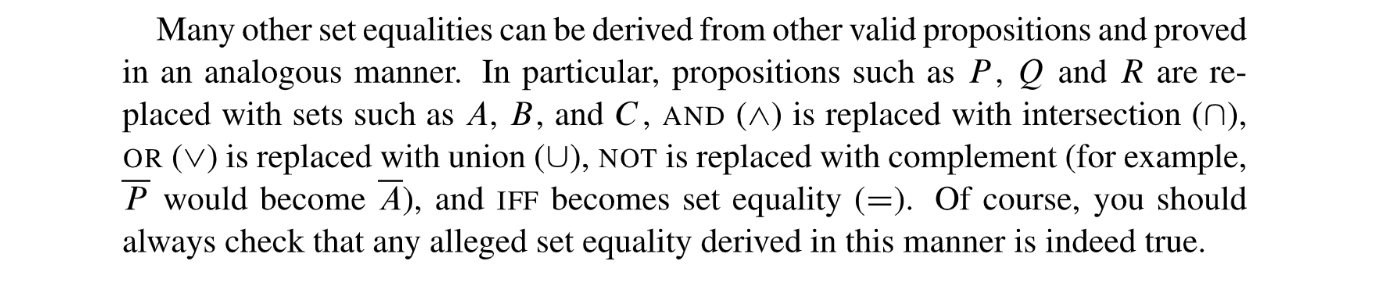 Many other set equalities can be derived from other valid propositions and proved
in an analogous manner. In particular, propositions such as P, Q and R are re-
placed with sets such as A, B, and C, AND (∧) is replaced with intersection (∩),
OR (∨) is replaced with union (∪), NOT is replaced with complement (for example,
P̅ would become A̅), and IFF becomes set equality (=). Of course, you should
always check that any alleged set equality derived in this manner is indeed true.